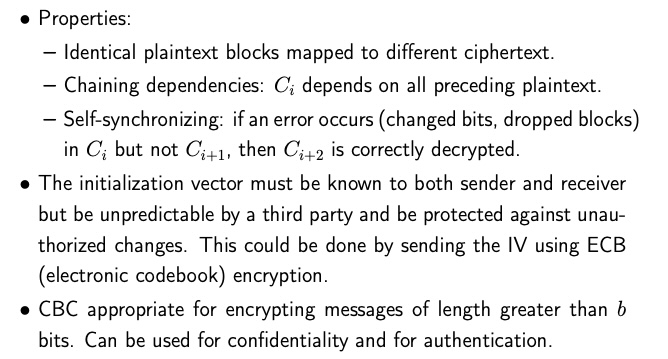 • Properties:
– Identical plaintext blocks mapped to different ciphertext.
– Chaining dependencies: C_i depends on all preceding plaintext.
– Self-synchronizing: if an error occurs (changed bits, dropped blocks)
in C_i but not C_{i+1}, then C_{i+2} is correctly decrypted.
• The initialization vector must be known to both sender and receiver
but be unpredictable by a third party and be protected against unau-
thorized changes. This could be done by sending the IV using ECB
(electronic codebook) encryption.
• CBC appropriate for encrypting messages of length greater than b
bits. Can be used for confidentiality and for authentication.